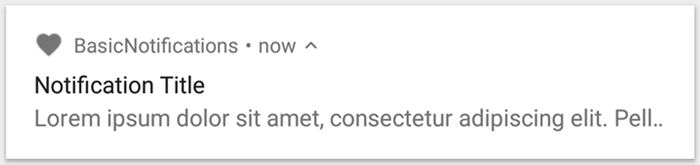 BasicNotifications • now
Notification Title
Lorem ipsum dolor sit amet, consectetur adipiscing elit. Pell..